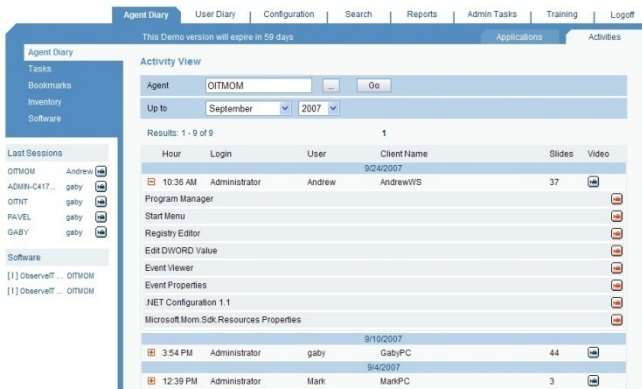 Agent Diary User Diary Configuration Search Reports Admin Tasks Training Logoff
This Demo version will expire in 59 days Applications Activities
Agent Diary
Tasks
Bookmarks
Inventory
Software
Last Sessions
OITMOM Andrew
ADMIN-C417... gaby
OITNT gaby
PAVEL gaby
GABY gaby
Software
[ I ] ObserveIT ... OITMOM
[ I ] ObserveIT ... OITMOM
Activity View
Agent OITMOM ... Go
Up to September 2007
Results: 1 - 9 of 9 1
Hour Login User Client Name Slides Video
9/24/2007
10:36 AM Administrator Andrew AndrewWS 37
Program Manager
Start Menu
Registry Editor
Edit DWORD Value
Event Viewer
Event Properties
.NET Configuration 1.1
Microsoft.Mom.Sdk.Resources Properties
9/10/2007
3:54 PM Administrator gaby GabyPC 44
9/4/2007
12:39 PM Administrator Mark MarkPC 3